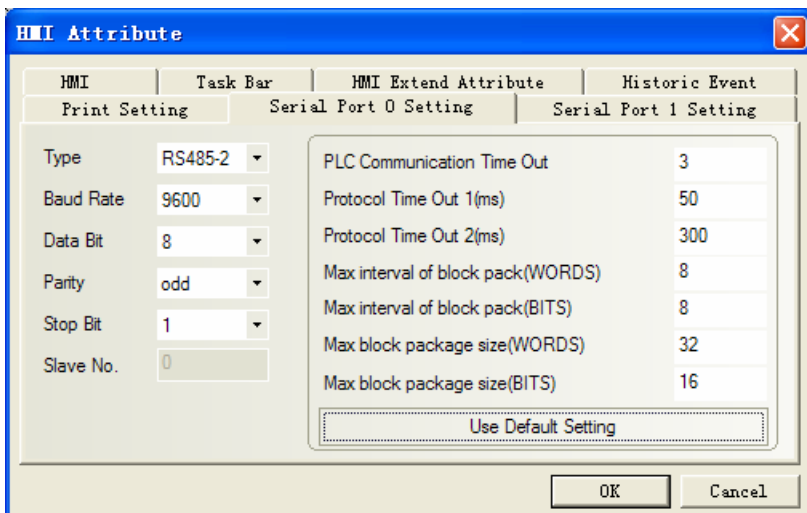 HMI Attribute
HMI Task Bar HMI Extend Attribute Historic Event
Print Setting Serial Port 0 Setting Serial Port 1 Setting
Type RS485-2
Baud Rate 9600
Data Bit 8
Parity odd
Stop Bit 1
Slave No. 0
PLC Communication Time Out 3
Protocol Time Out 1(ms) 50
Protocol Time Out 2(ms) 300
Max interval of block pack(WORDS) 8
Max interval of block pack(BITS) 8
Max block package size(WORDS) 32
Max block package size(BITS) 16
Use Default Setting
OK Cancel